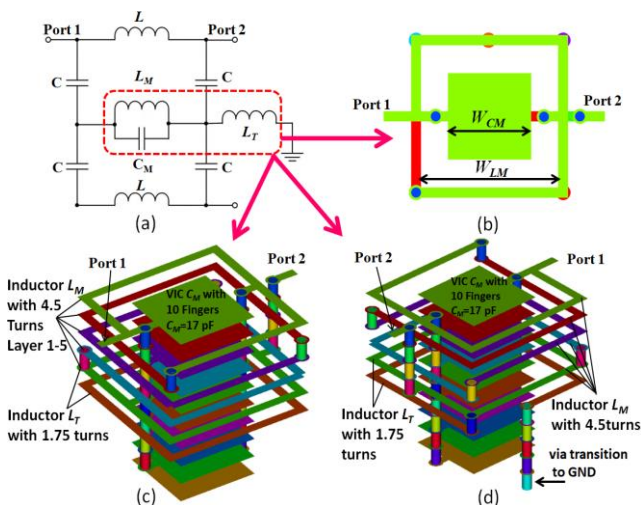 Port 1
L
Port 2
C
C
L_M
C_M
L_T
C
C
L
(a)
Port 1
W_CM
Port 2
W_LM
(b)
Inductor L_M
with 4.5
Turns
Layer 1-5
Port 1
Port 2
VIC C_M with
10 Fingers
C_M=17 pF
Inductor L_T
with 1.75 turns
(c)
Port 2
Port 1
VIC C_M with
10 Fingers
C_M=17 pF
Inductor L_T
with 1.75
turns
Inductor L_M
with 4.5turns
via transition
to GND
(d)